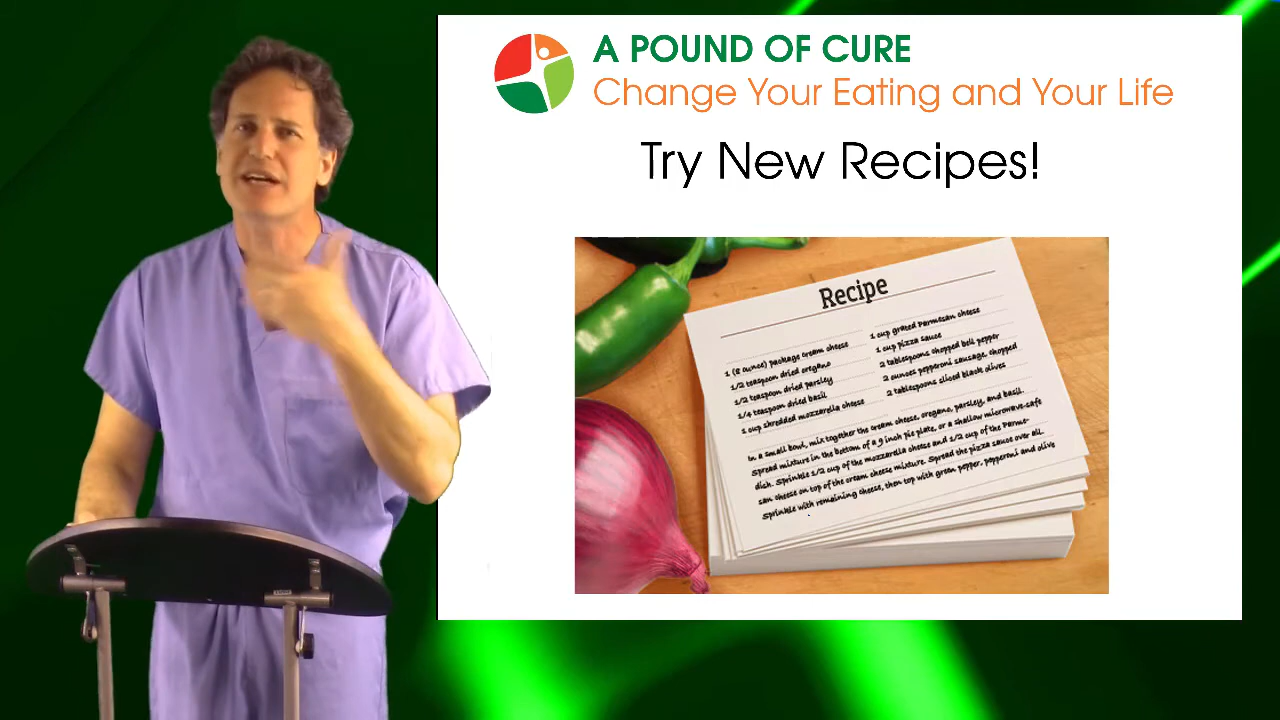 A POUND OF CURE
Change Your Eating and Your Life
Try New Recipes!
Recipe
1 (8 ounce) package cream cheese
1/2 teaspoon dried oregano
1/2 teaspoon dried parsley
1/4 teaspoon dried basil
1 cup shredded mozzarella cheese
1 cup grated Parmesan cheese
1 cup pizza sauce
2 tablespoons chopped bell pepper
2 ounces pepperoni sausage, chopped
2 tablespoons sliced black olives
In a small bowl, mix together the cream cheese, oregano, parsley, and basil.
Spread mixture in the bottom of a 9 inch pie plate, or a shallow microwave-safe
dish. Sprinkle 1/2 cup of the mozzarella cheese and 1/2 cup of the Parme-
san cheese on top of the cream cheese mixture. Spread the pizza sauce over all.
Sprinkle with remaining cheese, then top with green pepper, pepperoni and olive